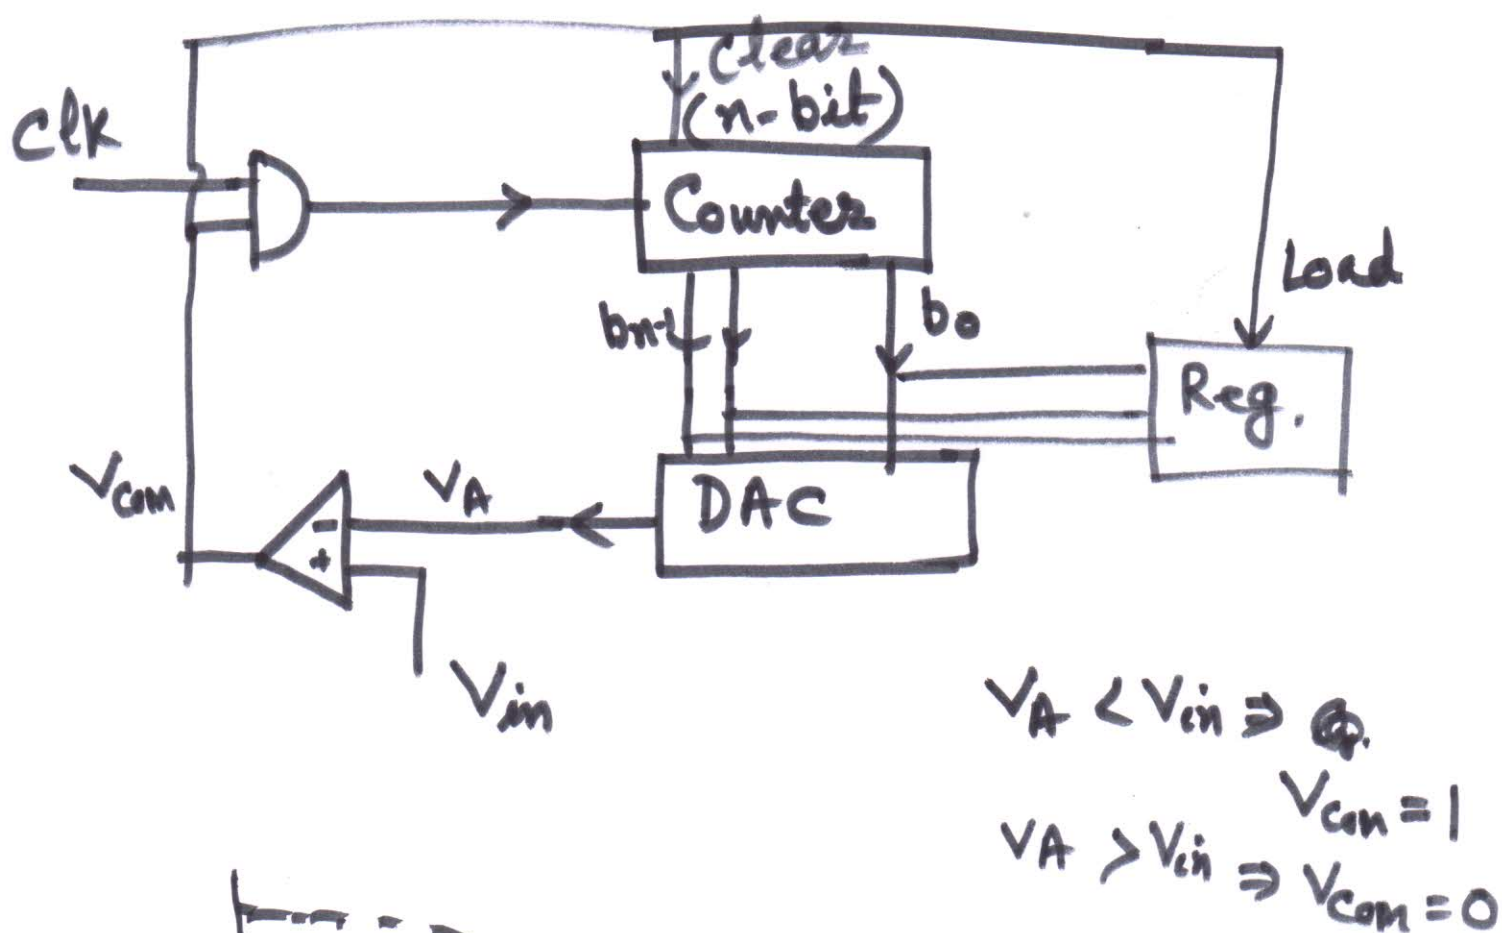 Clear
(n-bit)
Clk
Counter
Load
bn-1
b0
Reg.
Vcom
VA
DAC
-
+
Vin
VA < Vin ⇒
Vcom = 1
VA > Vin ⇒ Vcom = 0